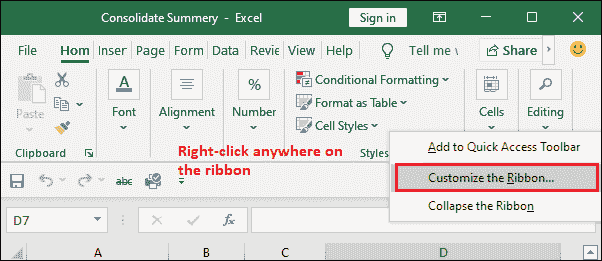 Consolidate Summery - Excel
Sign in
File Hom Inser Page Form Data Revie View Tell me Share
Paste
Clipboard
Font
Alignment
Number
%
Conditional Formatting
Format as Table
Cell Styles
Styles
Cells
Editing
Right-click anywhere on
the ribbon
Add to Quick Access Toolbar
Customize the Ribbon...
Collapse the Ribbon
abc
D7
A B C D